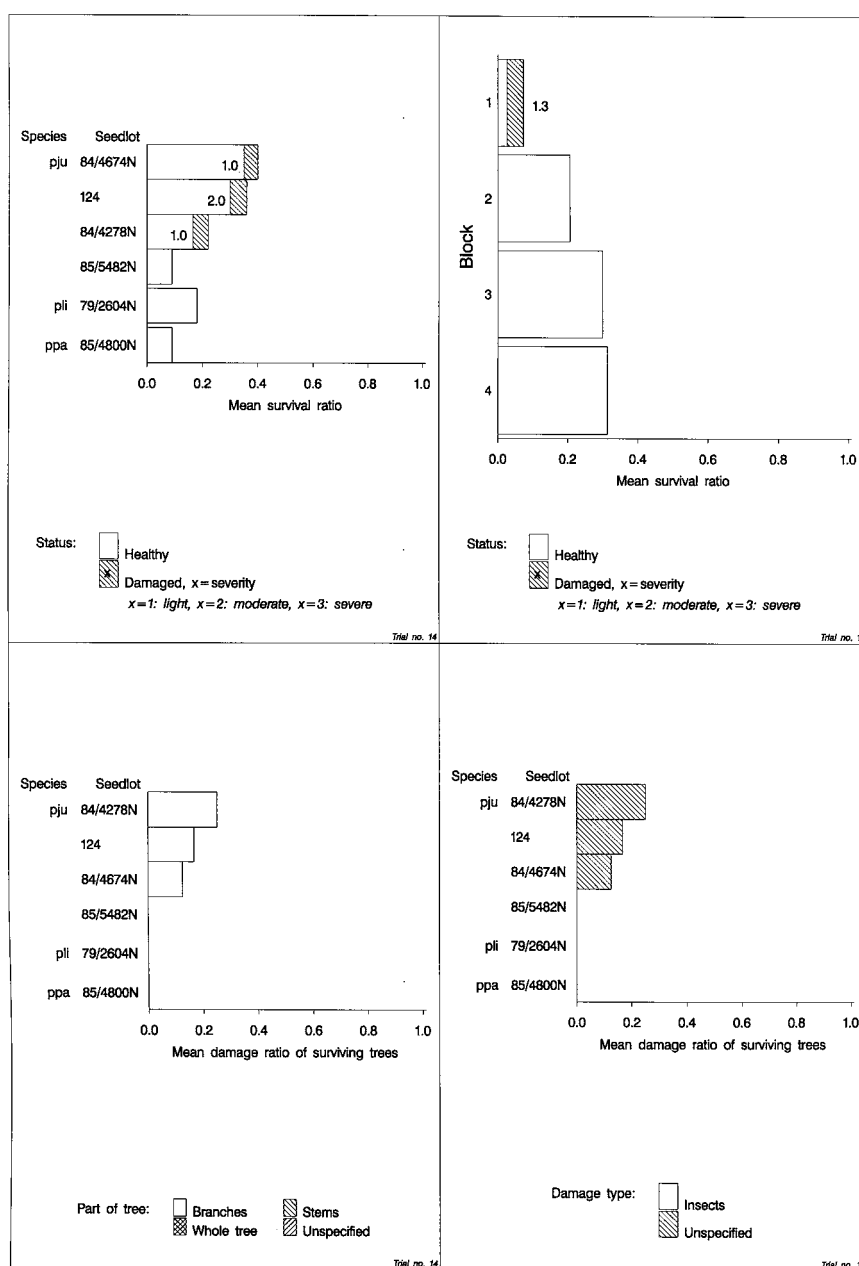 Species Seedlot
pju 84/4674N 1.0
124 2.0
84/4278N 1.0
85/5482N
pli 79/2604N
ppa 85/4800N
0.0 0.2 0.4 0.6 0.8 1.0
Mean survival ratio
Status: Healthy
x Damaged, x=severity
x=1: light, x=2: moderate, x=3: severe
Trial no. 14
Block
1 1.3
2
3
4
0.0 0.2 0.4 0.6 0.8 1.0
Mean survival ratio
Status: Healthy
x Damaged, x=severity
x=1: light, x=2: moderate, x=3: severe
Trial no. 1
Species Seedlot
pju 84/4278N
124
84/4674N
85/5482N
pli 79/2604N
ppa 85/4800N
0.0 0.2 0.4 0.6 0.8 1.0
Mean damage ratio of surviving trees
Part of tree: Branches Stems
Whole tree Unspecified
Trial no. 14
Species Seedlot
pju 84/4278N
124
84/4674N
85/5482N
pli 79/2604N
ppa 85/4800N
0.0 0.2 0.4 0.6 0.8 1.0
Mean damage ratio of surviving trees
Damage type: Insects
Unspecified
Trial no. 1